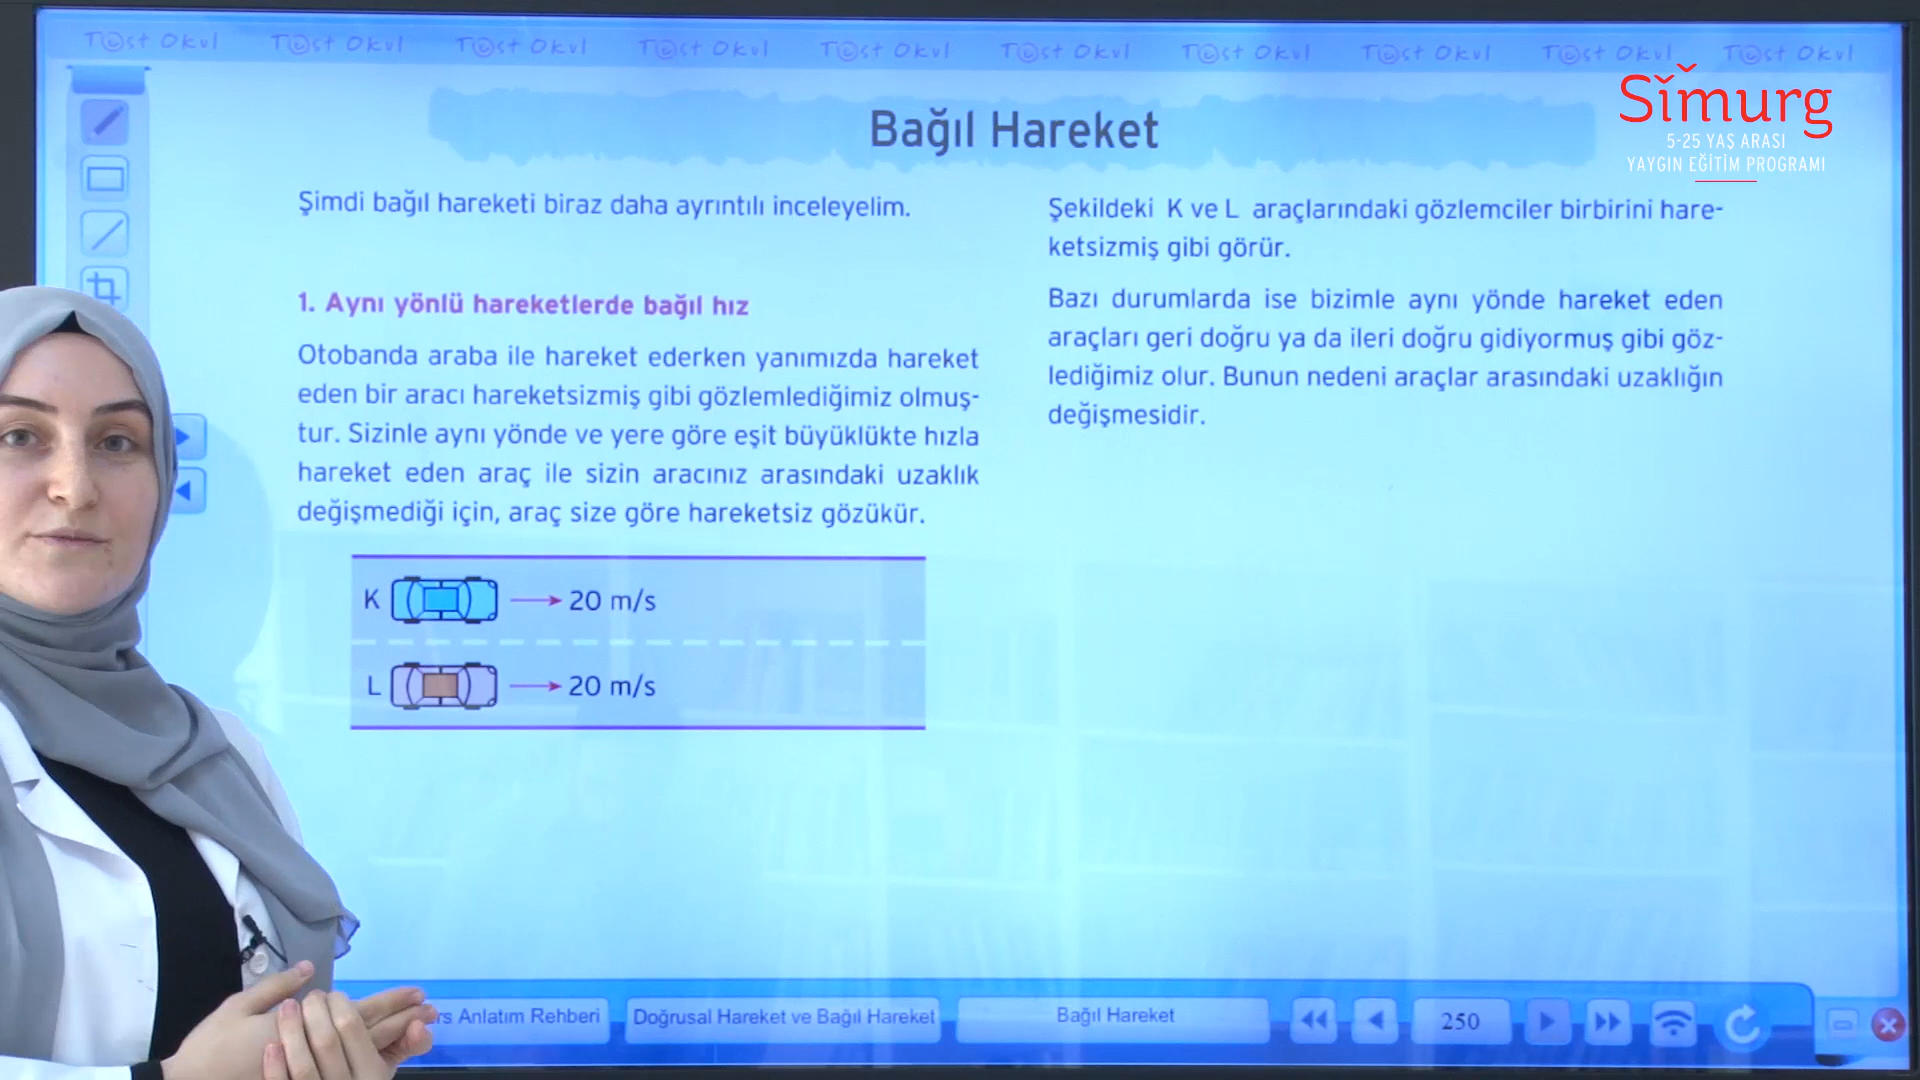 Test Okul Test Okul Test Okul Test Okul Test Okul Test Okul Test Okul Test Okul Test Okul Test Okul
Simurg
5-25 YAŞ ARASI
YAYGIN EĞİTİM PROGRAMI
Bağıl Hareket
Şimdi bağıl hareketi biraz daha ayrıntılı inceleyelim.
1. Aynı yönlü hareketlerde bağıl hız
Otobanda araba ile hareket ederken yanımızda hareket
eden bir aracı hareketsizmiş gibi gözlemlediğimiz olmuş-
tur. Sizinle aynı yönde ve yere göre eşit büyüklükte hızla
hareket eden araç ile sizin aracınız arasındaki uzaklık
değişmediği için, araç size göre hareketsiz gözükür.
K 20 m/s
L 20 m/s
Şekildeki K ve L araçlarındaki gözlemciler birbirini hare-
ketsizmiş gibi görür.
Bazı durumlarda ise bizimle aynı yönde hareket eden
araçları geri doğru ya da ileri doğru gidiyormuş gibi göz-
lediğimiz olur. Bunun nedeni araçlar arasındaki uzaklığın
değişmesidir.
Anlatım Rehberi
Doğrusal Hareket ve Bağıl Hareket
Bağıl Hareket
250